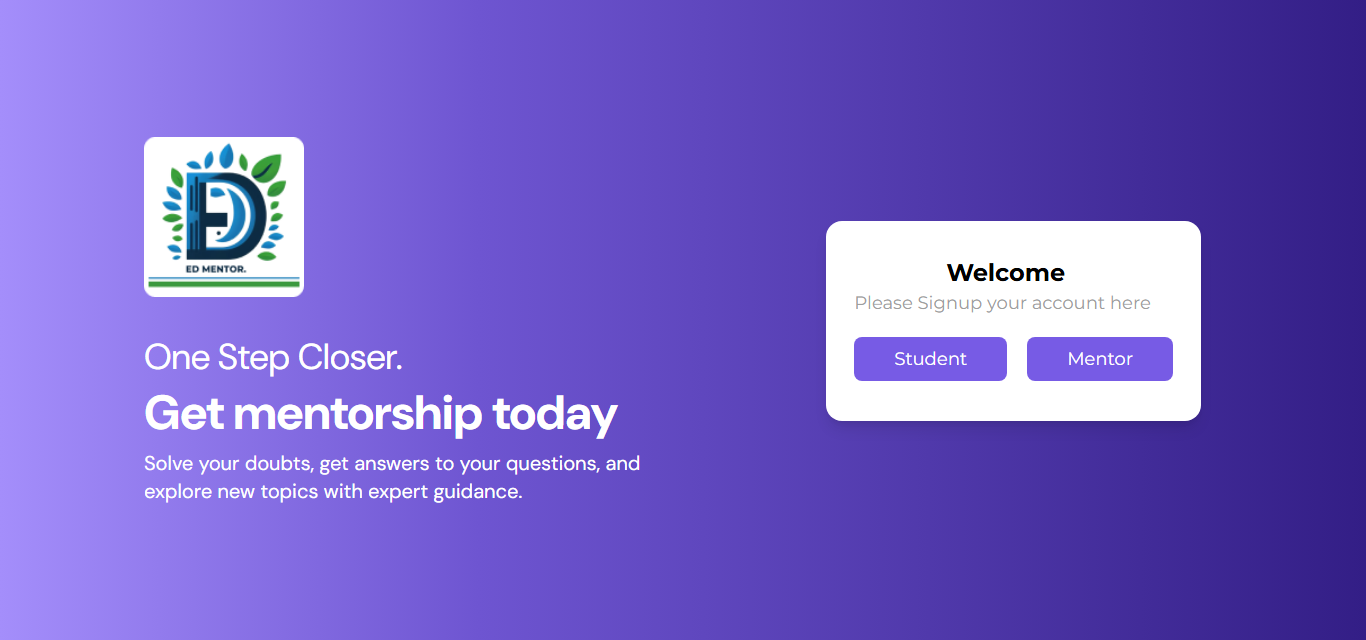 ED MENTOR.
One Step Closer.
Get mentorship today
Solve your doubts, get answers to your questions, and
explore new topics with expert guidance.
Welcome
Please Signup your account here
Student
Mentor